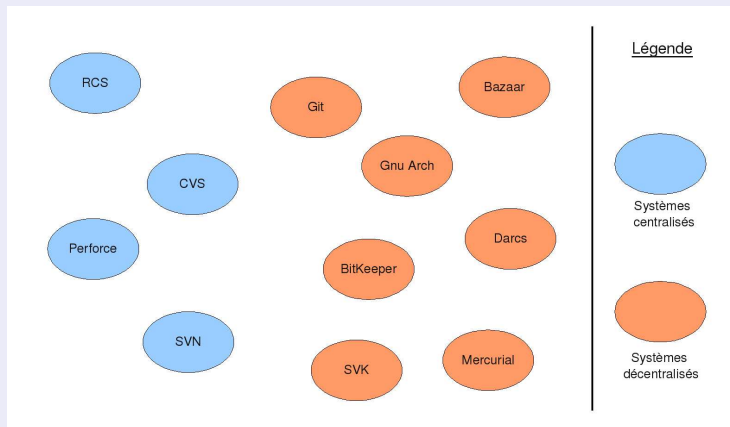 RCS
Git
Bazaar
CVS
Gnu Arch
Perforce
BitKeeper
Darcs
SVN
SVK
Mercurial
Légende
Systèmes
centralisés
Systèmes
décentralisés